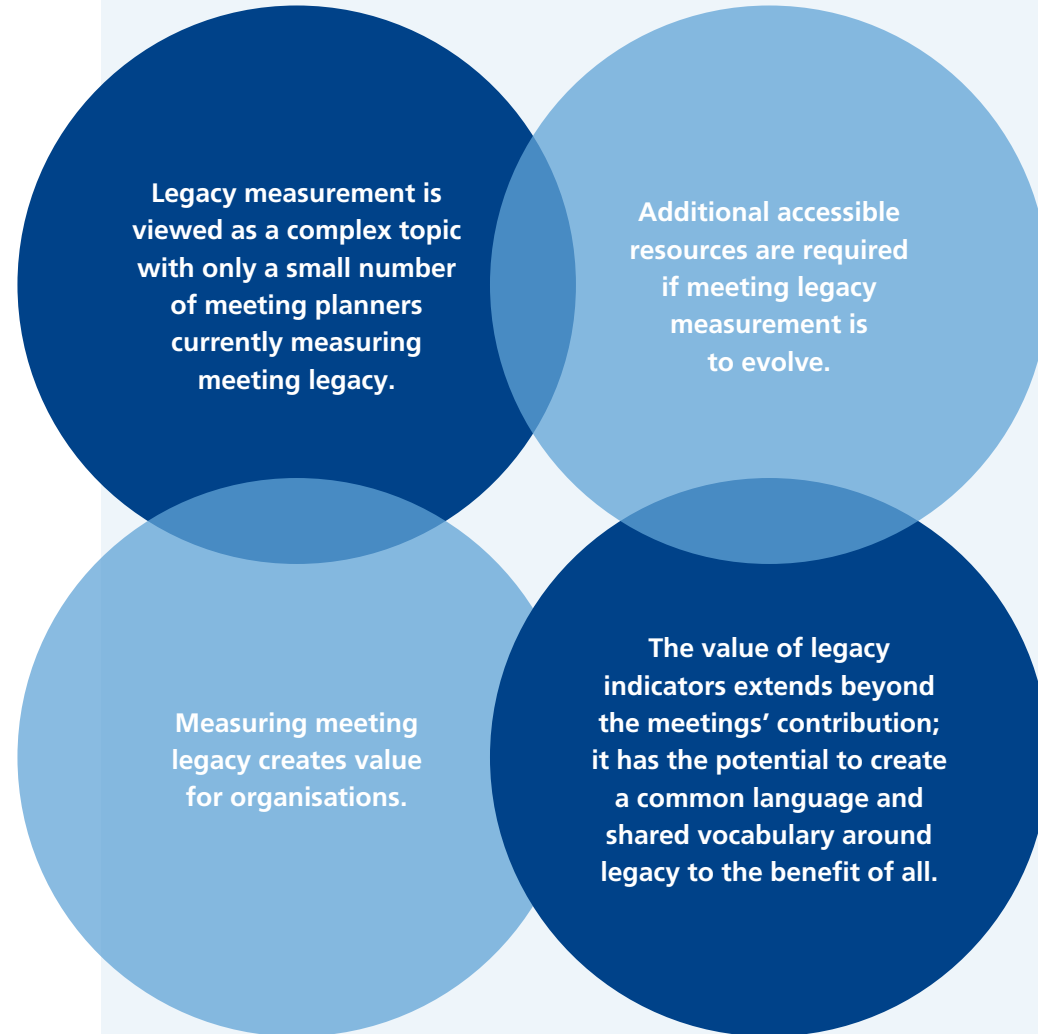 Legacy measurement is
viewed as a complex topic
with only a small number
of meeting planners
currently measuring
meeting legacy.
Additional accessible
resources are required
if meeting legacy
measurement is
to evolve.
Measuring meeting
legacy creates value
for organisations.
The value of legacy
indicators extends beyond
the meetings’ contribution;
it has the potential to create
a common language and
shared vocabulary around
legacy to the benefit of all.